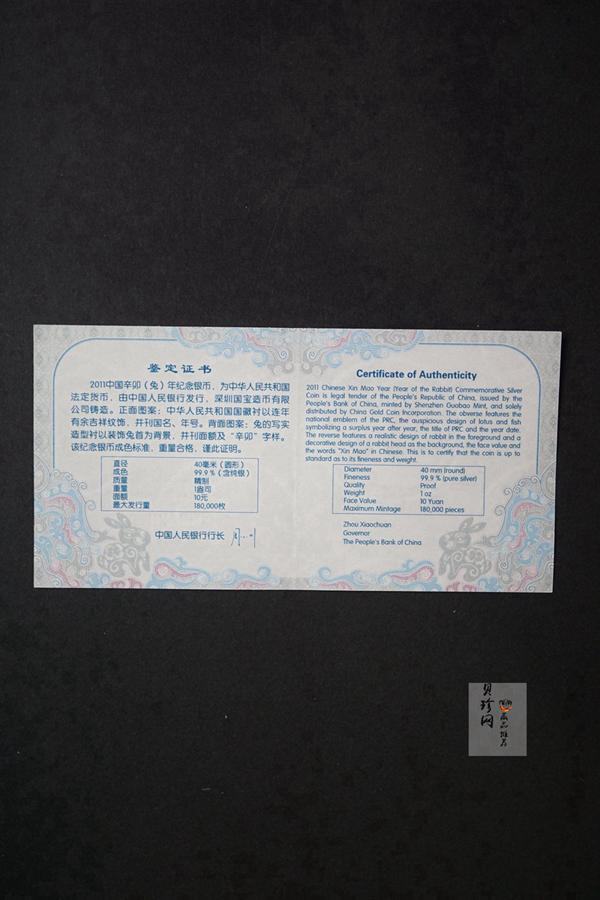 鉴定证书
2011中国辛卯（兔）年纪念银币，为中华人民共和国
法定货币，由中国人民银行发行，深圳国宝造币有限
公司铸造。正面图案：中华人民共和国国徽衬以连年
有余吉祥纹饰，并刊国名、年号。背面图案：兔的写实
造型衬以装饰兔首为背景，并刊面额及“辛卯”字样。
该纪念银币成色标准，重量合格，谨此证明。
直径 40毫米（圆形）
成色 99.9％（含纯银）
质量 精制
重量 1盎司
面额 10元
最大发行量 180,000枚
中国人民银行行长
Certificate of Authenticity
2011 Chinese Xin Mao Year (Year of the Rabbit) Commemorative Silver
Coin is legal tender of the People's Republic of China, issued by the
People's Bank of China, minted by Shenzhen Guobao Mint, and solely
distributed by China Gold Coin Incorporation. The obverse features the
national emblem of the PRC, the auspicious design of lotus and fish
symbolizing a surplus year after year, the title of PRC and the year date.
The reverse features a realistic design of rabbit in the foreground and a
decorative design of a rabbit head as the background, the face value and
the words "Xin Mao" in Chinese. This is to certify that the coin is up to
standard as to its fineness and weight.
Diameter 40 mm (round)
Fineness 99.9 % (pure silver)
Quality Proof
Weight 1 oz
Face Value 10 Yuan
Maximum Mintage 180,000 pieces
Zhou Xiaochuan
Governor
The People's Bank of China
贝珍网
藏品推荐